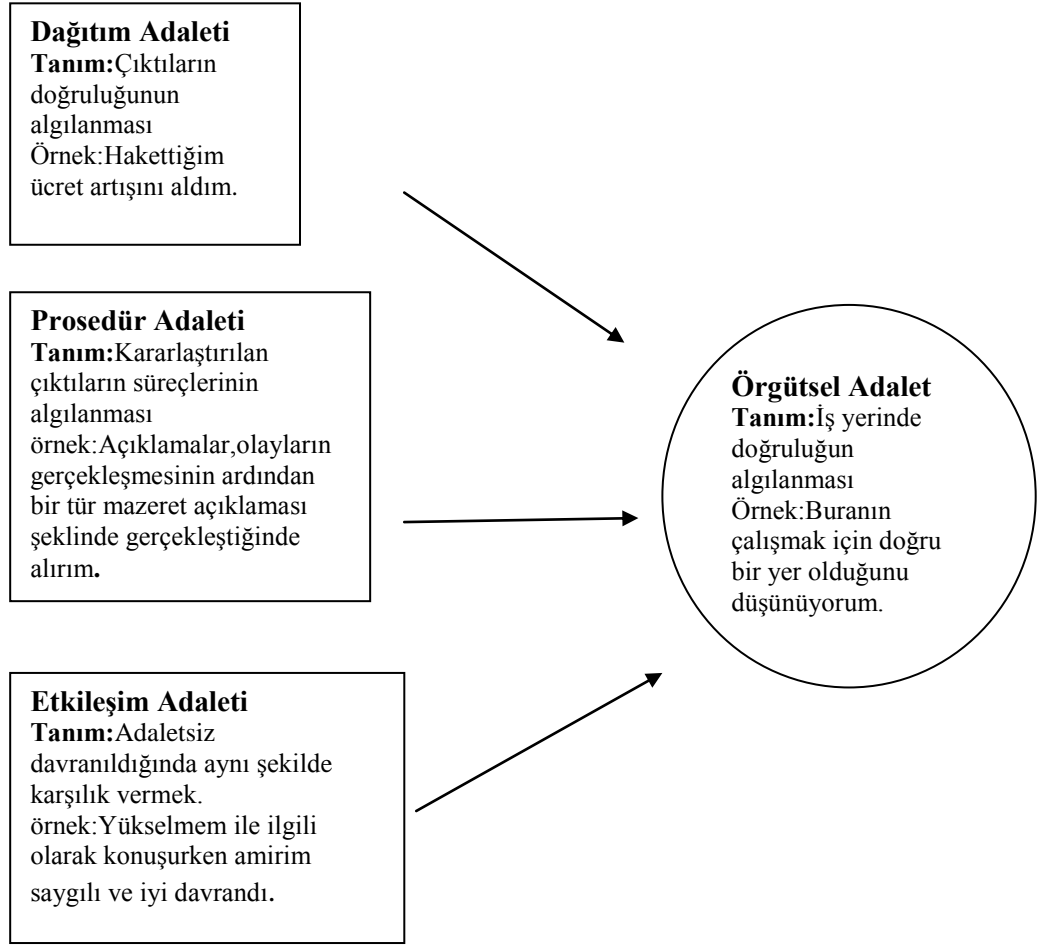 Dağıtım Adaleti
Tanım:Çıktıların
doğruluğunun
algılanması
Örnek:Hakettiğim
ücret artışını aldım.
Prosedür Adaleti
Tanım:Kararlaştırılan
çıktıların süreçlerinin
algılanması
örnek:Açıklamalar,olayların
gerçekleşmesinin ardından
bir tür mazeret açıklaması
şeklinde gerçekleştiğinde
alırım.
Etkileşim Adaleti
Tanım:Adaletsiz
davranıldığında aynı şekilde
karşılık vermek.
örnek:Yükselmem ile ilgili
olarak konuşurken amirim
saygılı ve iyi davrandı.
Örgütsel Adalet
Tanım:İş yerinde
doğruluğun
algılanması
Örnek:Buranın
çalışmak için doğru
bir yer olduğunu
düşünüyorum.